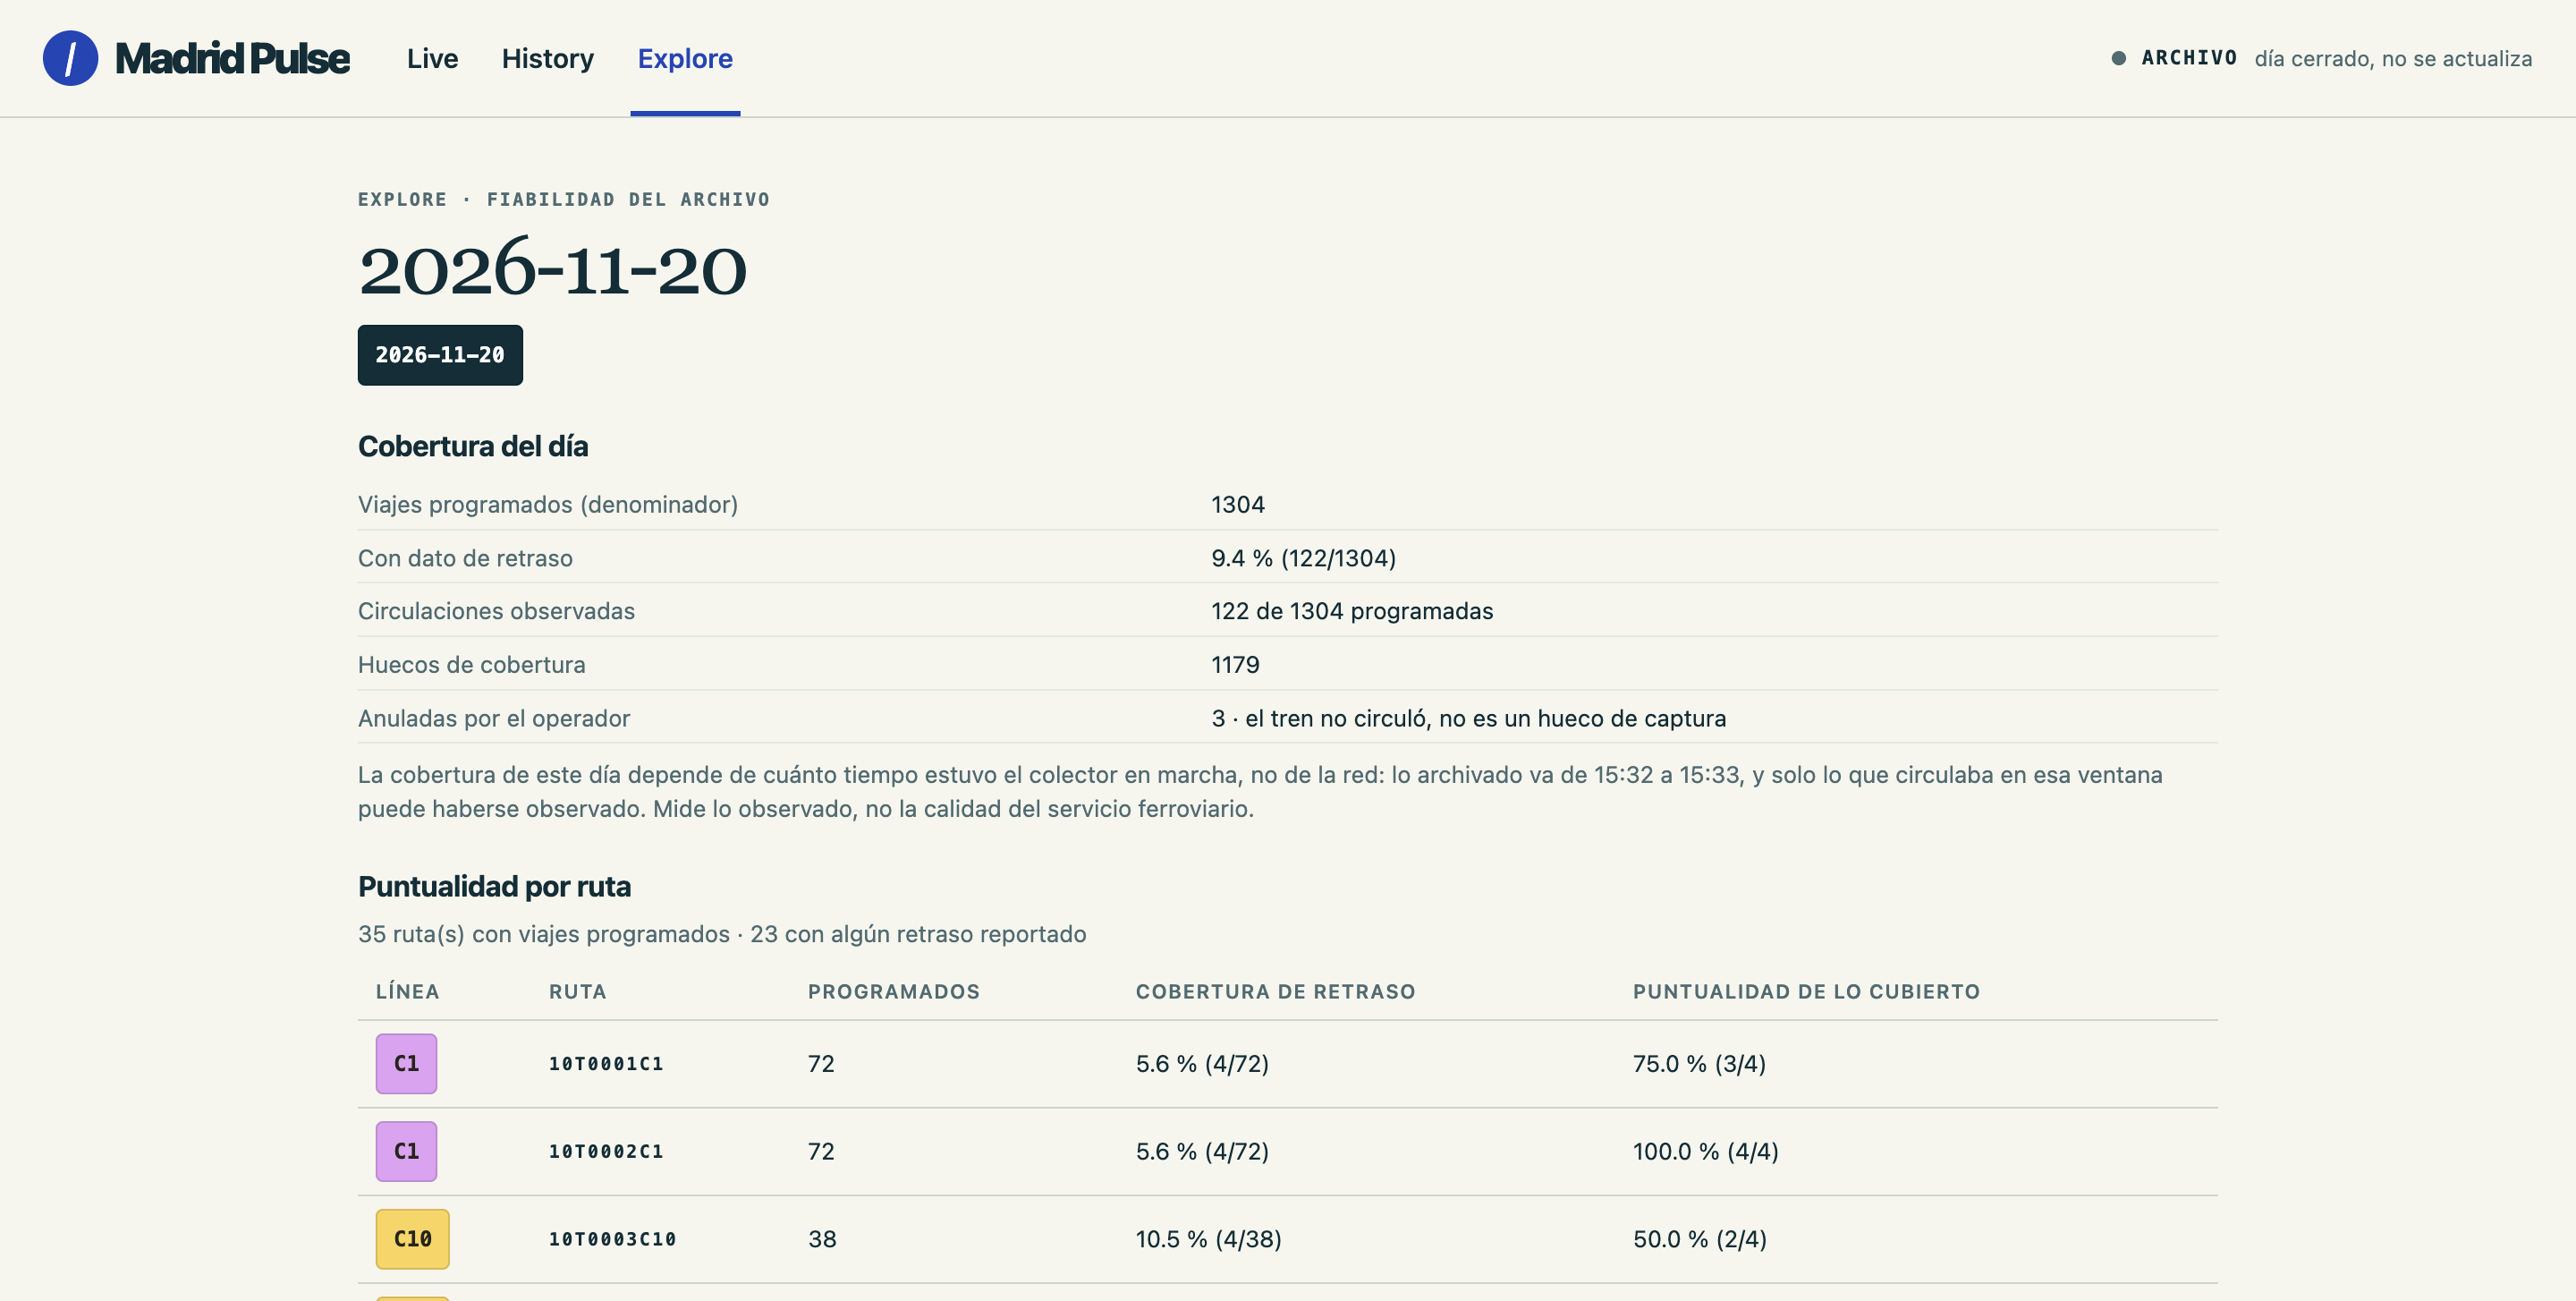 / Madrid Pulse Live History Explore ARCHIVO día cerrado, no se actualiza
EXPLORE · FIABILIDAD DEL ARCHIVO
2026-11-20
2026-11-20
Cobertura del día
Viajes programados (denominador) 1304
Con dato de retraso 9.4 % (122/1304)
Circulaciones observadas 122 de 1304 programadas
Huecos de cobertura 1179
Anuladas por el operador 3 · el tren no circuló, no es un hueco de captura
La cobertura de este día depende de cuánto tiempo estuvo el colector en marcha, no de la red: lo archivado va de 15:32 a 15:33, y solo lo que circulaba en esa ventana
puede haberse observado. Mide lo observado, no la calidad del servicio ferroviario.
Puntualidad por ruta
35 ruta(s) con viajes programados · 23 con algún retraso reportado
LÍNEA RUTA PROGRAMADOS COBERTURA DE RETRASO PUNTUALIDAD DE LO CUBIERTO
C1 10T0001C1 72 5.6 % (4/72) 75.0 % (3/4)
C1 10T0002C1 72 5.6 % (4/72) 100.0 % (4/4)
C10 10T0003C10 38 10.5 % (4/38) 50.0 % (2/4)